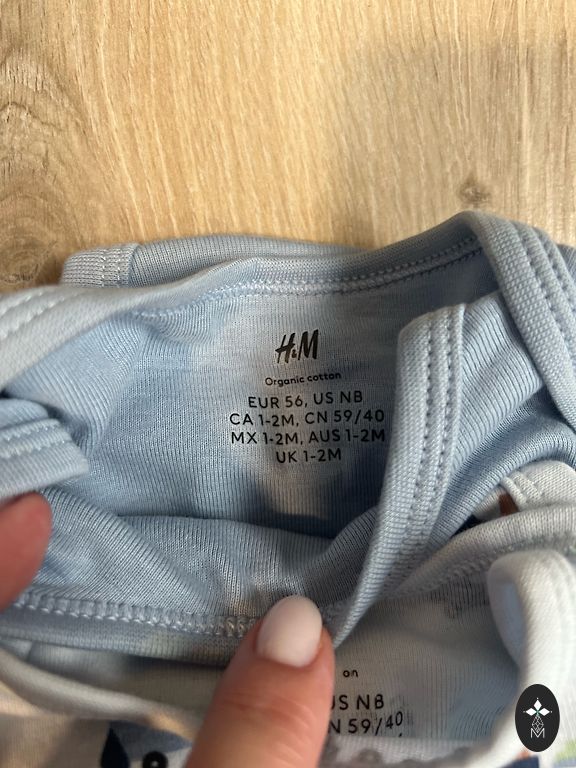 H&M
Organic cotton
EUR 56, US NB
CA 1-2M, CN 59/40
MX 1-2M, AUS 1-2M
UK 1-2M
on
US NB
N 59/40
M